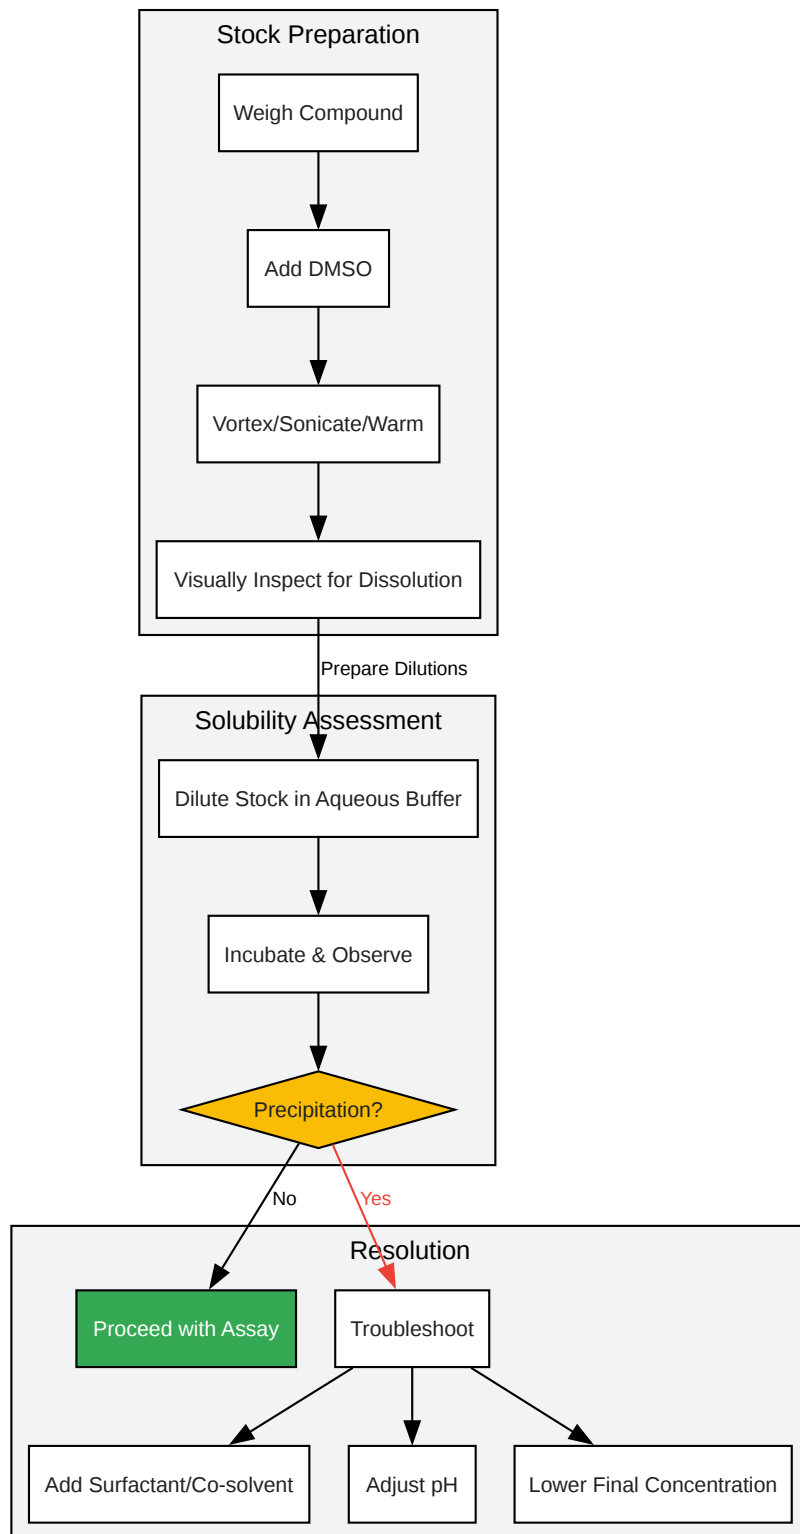 Stock Preparation
Weigh Compound
Add DMSO
Vortex/Sonicate/Warm
Visually Inspect for Dissolution
Prepare Dilutions
Solubility Assessment
Dilute Stock in Aqueous Buffer
Incubate & Observe
Precipitation?
No
Yes
Resolution
Proceed with Assay
Troubleshoot
Add Surfactant/Co-solvent
Adjust pH
Lower Final Concentration